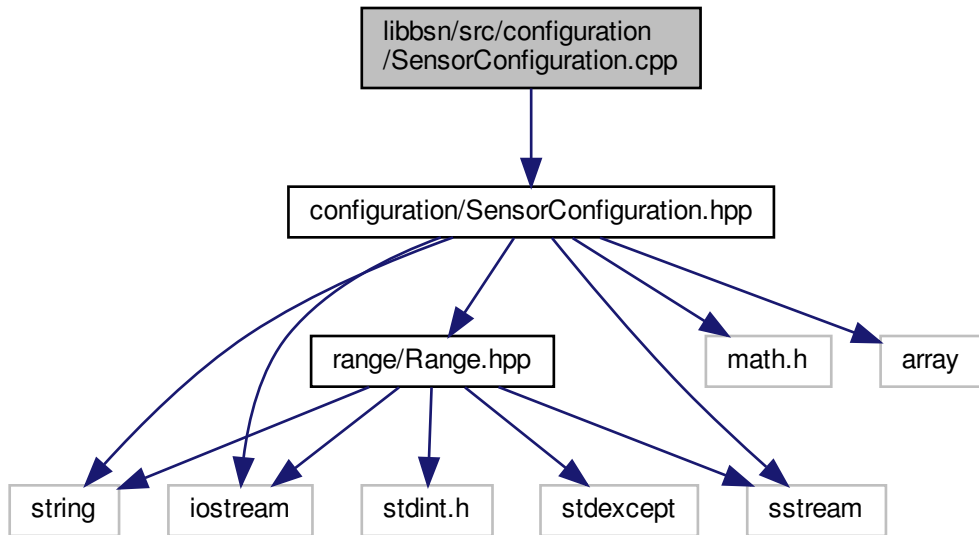 libbsn/src/configuration
/SensorConfiguration.cpp
configuration/SensorConfiguration.hpp
range/Range.hpp
math.h
array
string
iostream
stdint.h
stdexcept
sstream